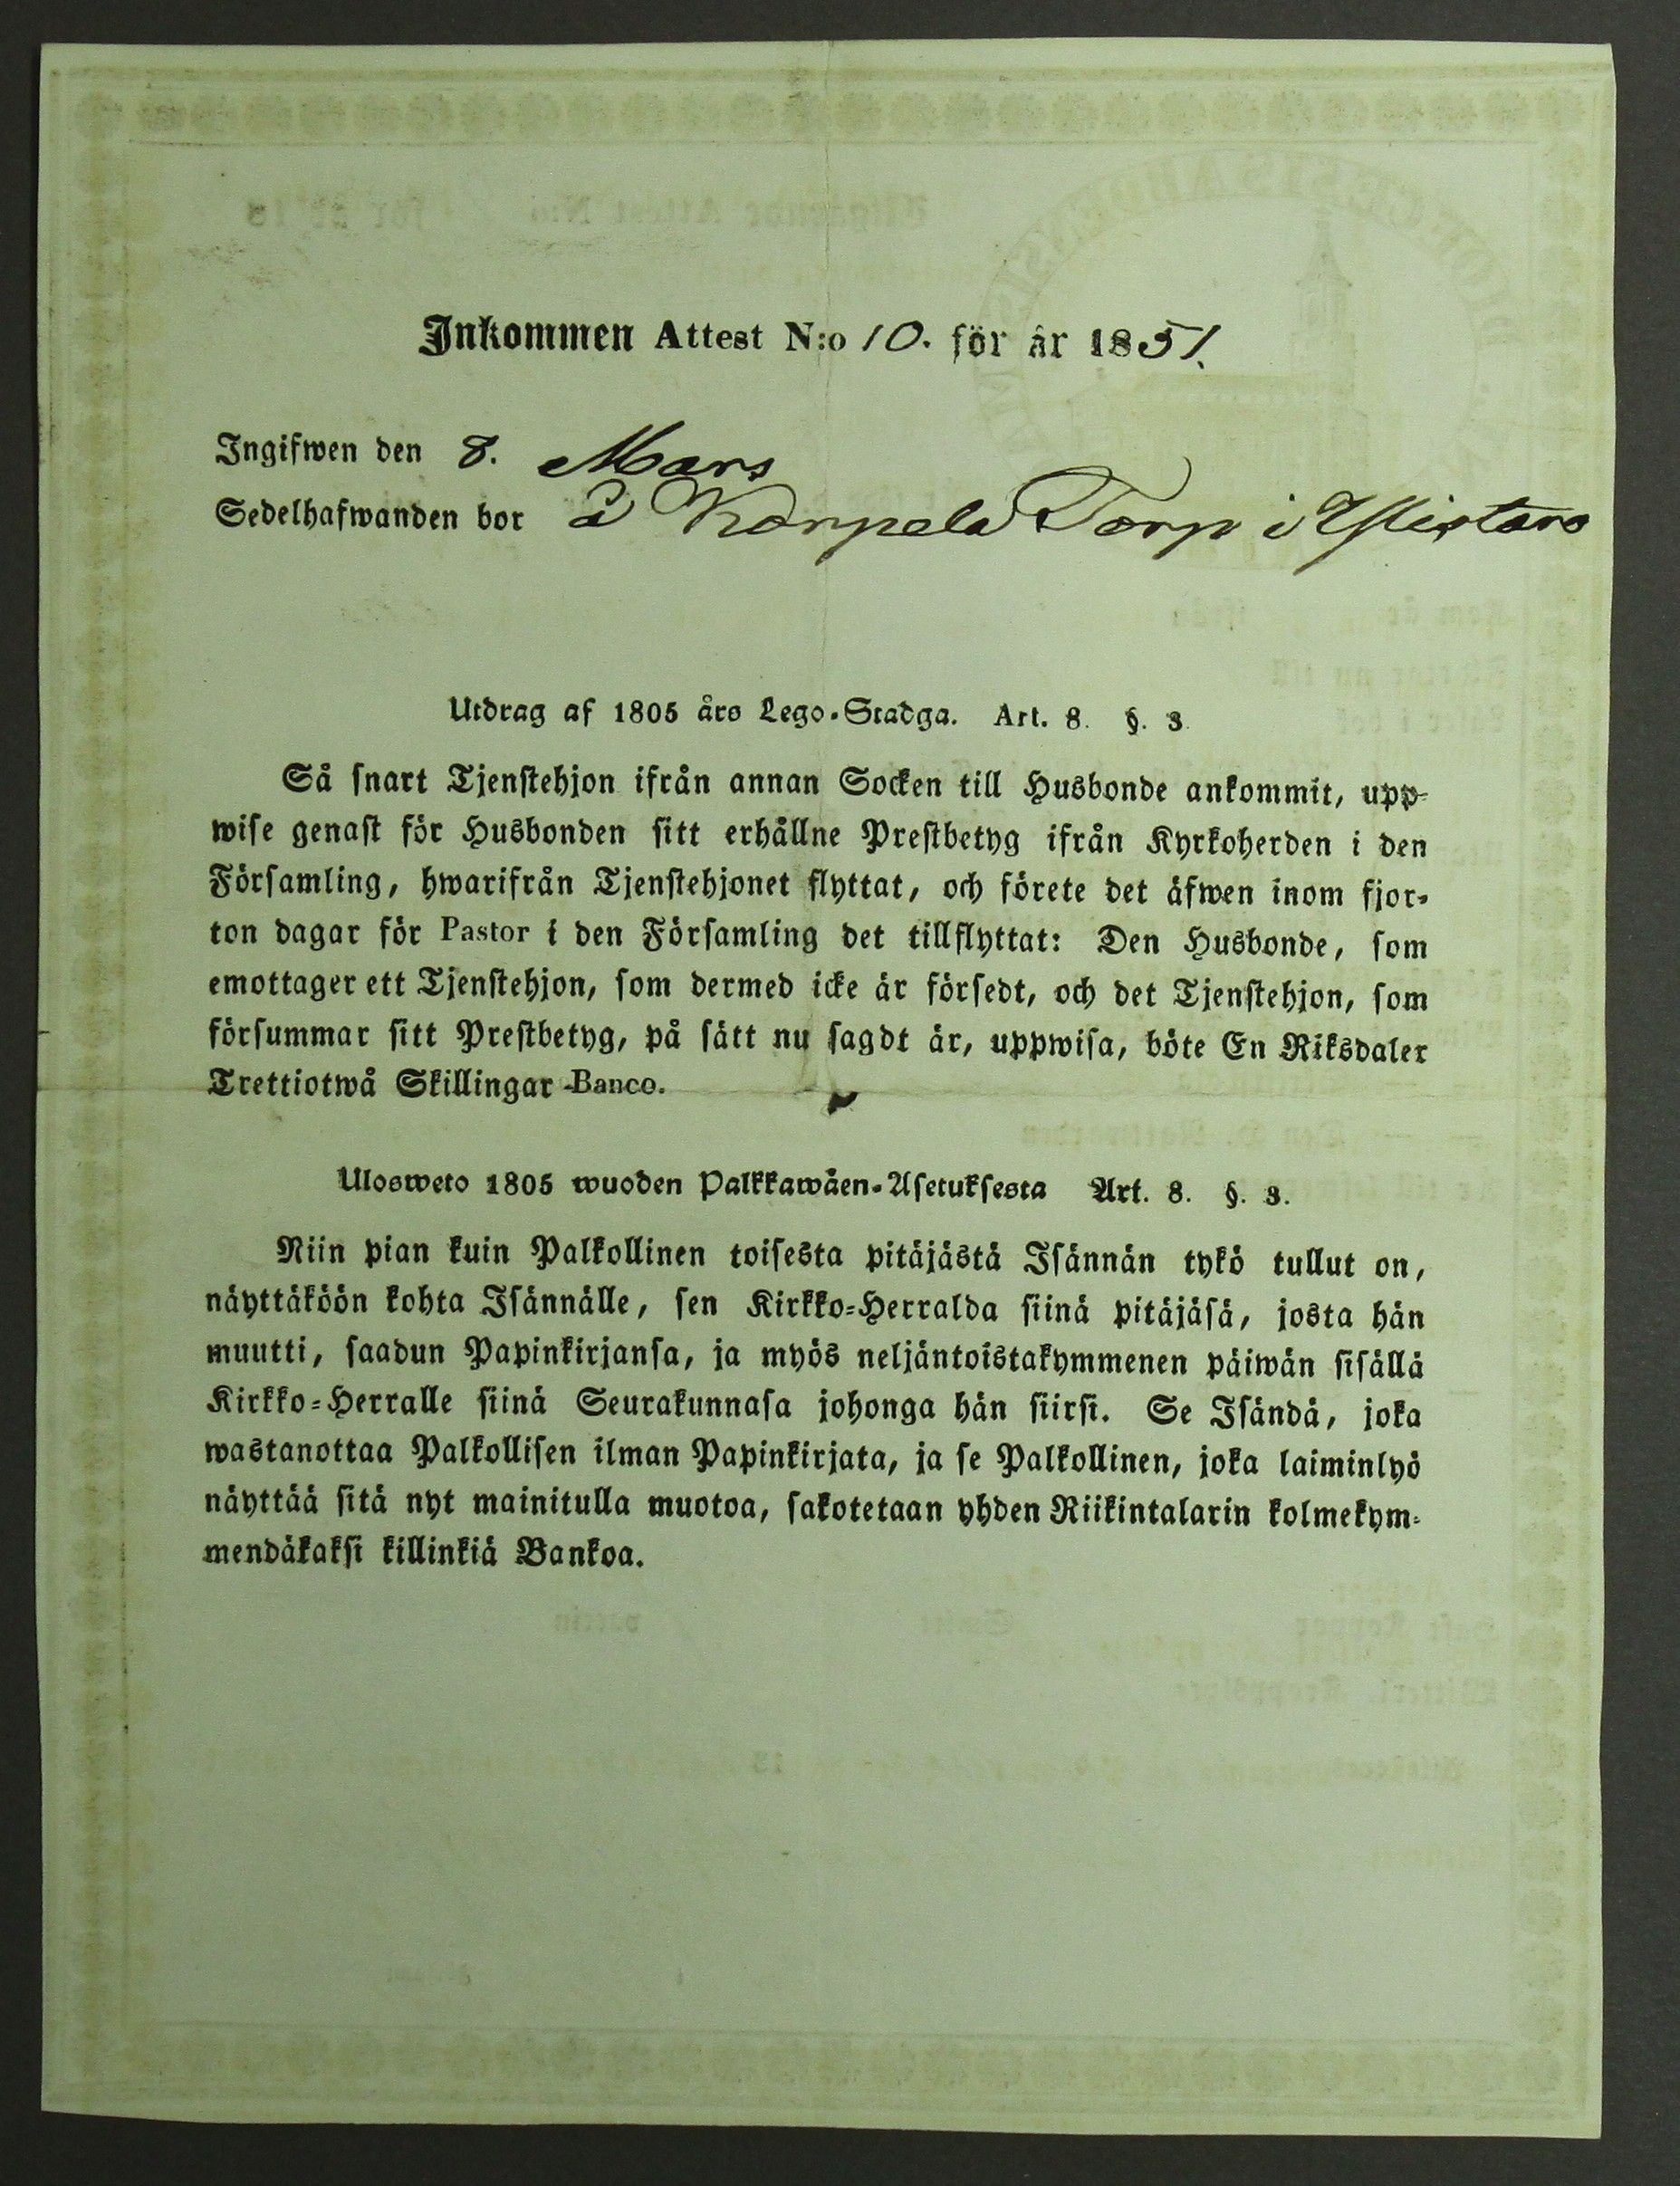 Inkommen Attest N:o 10. för år 1851.
Ingifwen den 8. Mars
Sedelhafwanden bor å Karpela Torp i Ylistaro
Utdrag af 1805 års Lego-Stadga. Art. 8. §. 3.
Så snart Tjenstehjon ifrån annan Socken till Husbonde ankommit, upp-
wise genast för Husbonden sitt erhållne Prestbetyg ifrån Kyrkoherden i den
Församling, hwarifrån Tjenstehjonet flyttat, och förete det äfwen inom fjor-
ton dagar för Pastor i den Församling det tillflyttat: Den Husbonde, som
emottager ett Tjenstehjon, som dermed icke är försedt, och det Tjenstehjon, som
försummar sitt Prestbetyg, på sätt nu sagdt är, uppwisa, böte En Riksdaler
Trettiotwå Skillingar Banco.
Ulosweto 1805 wuoden Palkkawäen-Asetuksesta Art. 8. §. 3.
Niin pian kuin Palkollinen toisesta pitäjästä Isännän tykö tullut on,
näyttäköön kohta Isännälle, sen Kirkko-Herralda siinä pitäjäsä, josta hän
muutti, saadun Papinkirjansa, ja myös neljäntoistakymmenen päiwän sisällä
Kirkko-Herralle siinä Seurakunnasa johonga hän siirsi. Se Isändä, joka
wastanottaa Palkollisen ilman Papinkirjata, ja se Palkollinen, joka laiminlyö
näyttää sitä nyt mainitulla muotoa, sakotetaan yhden Riikintalarin kolmekym-
mendäkaksi killinkiä Bankoa.